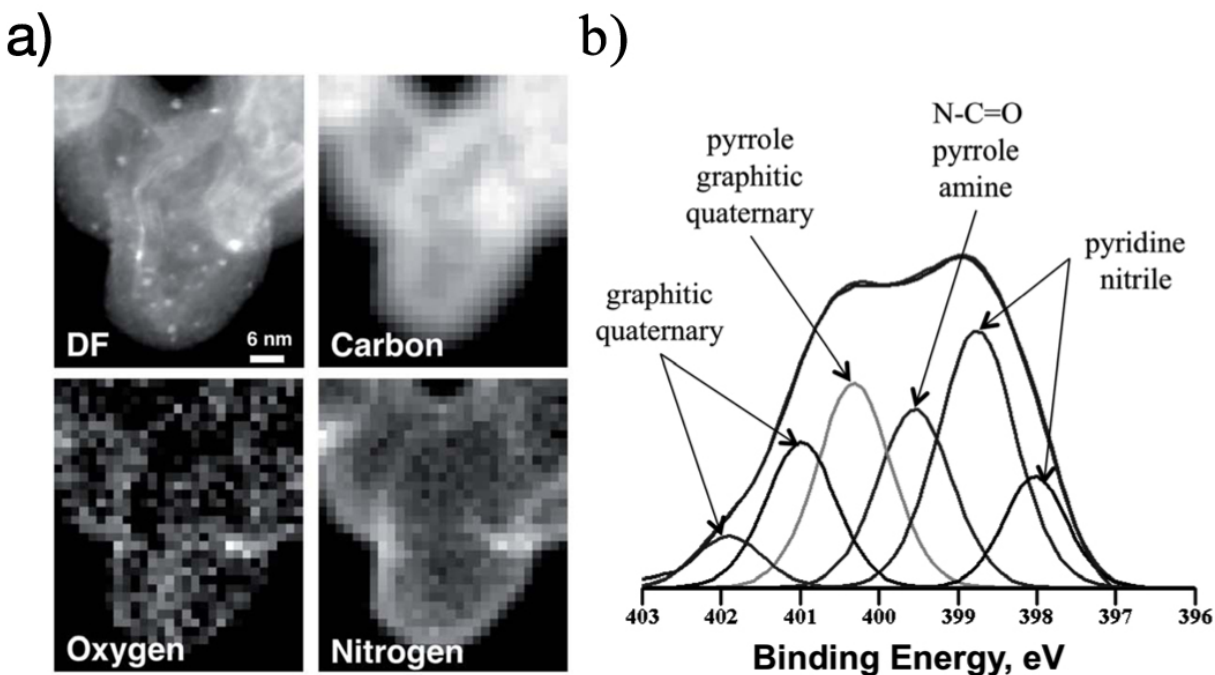 a)
DF
6 nm
Carbon
Oxygen
Nitrogen
b)
N-C=O
pyrrole
amine
pyrrole
graphitic
quaternary
pyridine
nitrile
graphitic
quaternary
403 402 401 400 399 398 397 396
Binding Energy, eV